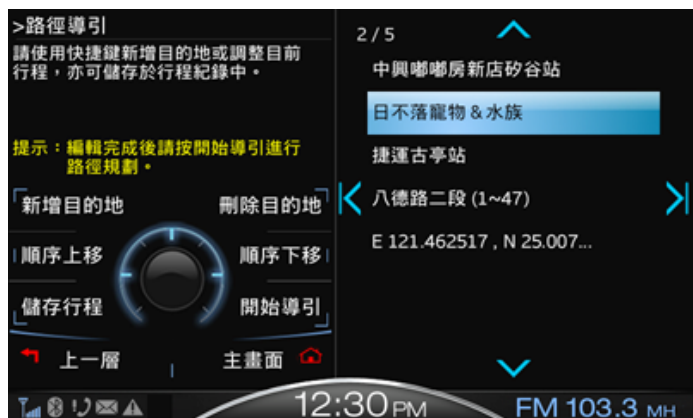 >路徑導引
請使用快捷鍵新增目的地或調整目前
行程，亦可儲存於行程紀錄中。
提示：編輯完成後請按開始導引進行
路徑規劃。
新增目的地
刪除目的地
順序上移
順序下移
儲存行程
開始導引
上一層
主畫面
2/5
中興嘟嘟房新店矽谷站
日不落寵物&水族
捷運古亭站
八德路二段 (1~47)
E 121.462517 , N 25.007...
12:30 PM
FM 103.3 MH